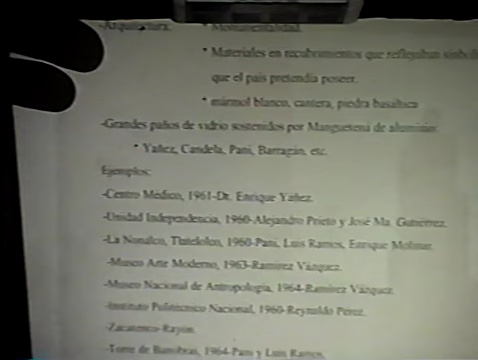 -Arquitectura: * Monumentalidad.
* Materiales en recubrimientos que reflejaban simboli
que el país pretendía poseer.
* mármol blanco, cantera, piedra basáltica
-Grandes paños de vidrio sostenidos por Manguetería de aluminio.
* Yañez, Candela, Pani, Barragán, etc.
Ejemplos:
-Centro Médico, 1961-Dr. Enrique Yañez.
-Unidad Independencia, 1960-Alejandro Prieto y José Ma. Gutiérrez.
-La Nonalco, Tlatelolco, 1960-Pani, Luis Ramos, Enrique Molinar.
-Museo Arte Moderno, 1963-Ramírez Vázquez.
-Museo Nacional de Antropología, 1964-Ramírez Vázquez.
-Instituto Politécnico Nacional, 1960-Reynaldo Pérez.
-Zacatenco-Rayón.
-Torre de Banobras, 1964-Pani y Luis Ramos.